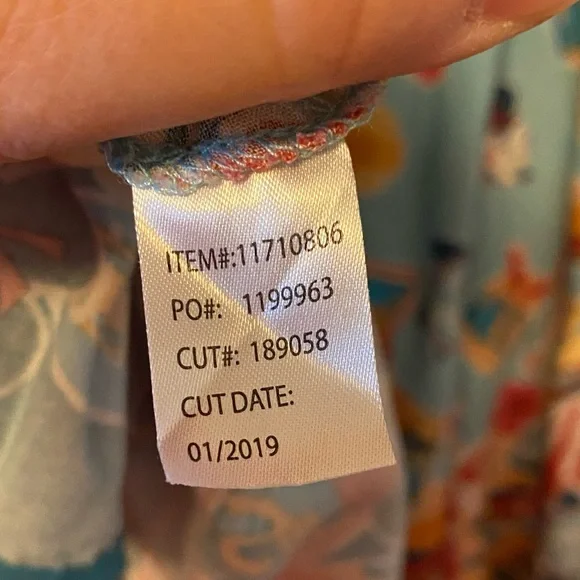 ITEM#:11710806
PO#: 1199963
CUT#: 189058
CUT DATE:
01/2019